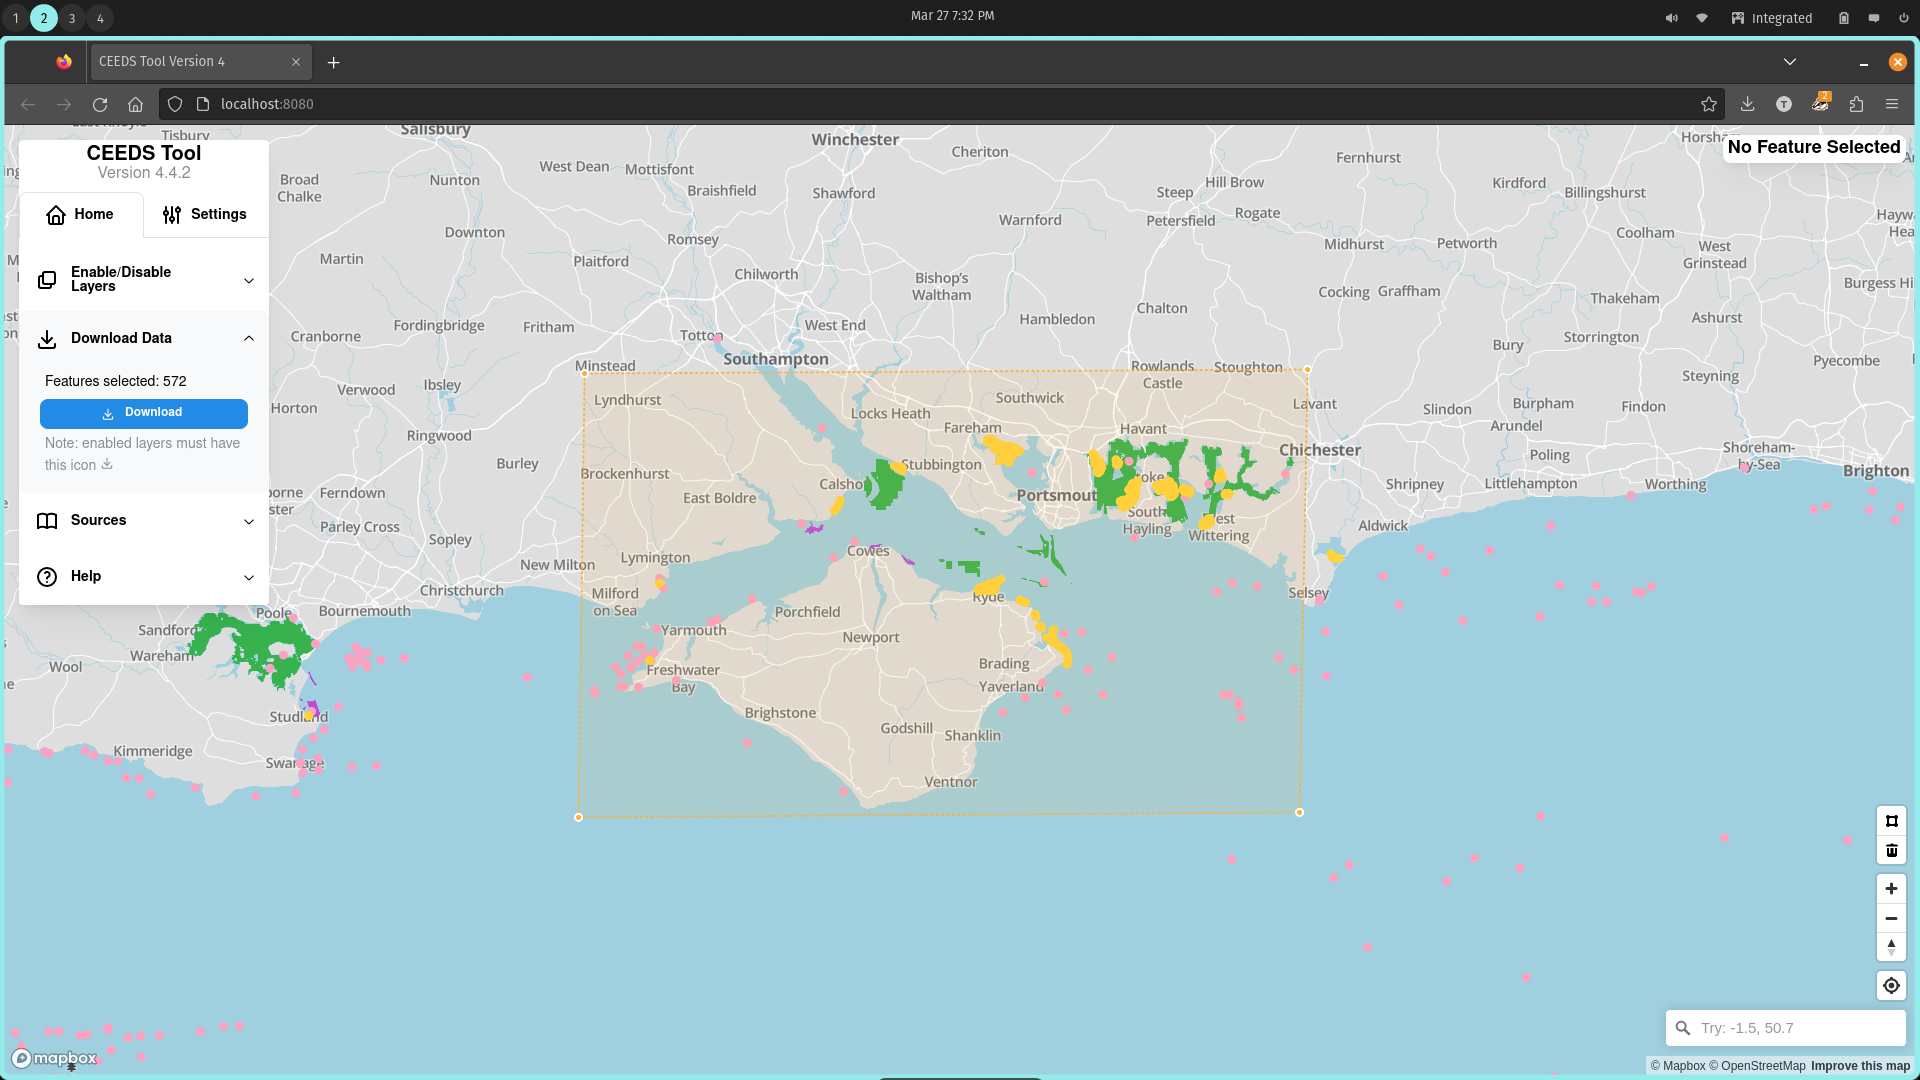 1 2 3 4
Mar 27 7:32 PM
Integrated
CEEDS Tool Version 4
localhost:8080
T
2
CEEDS Tool
Version 4.4.2
Home
Settings
Enable/Disable
Layers
Download Data
Features selected: 572
Download
Note: enabled layers must have
this icon
Sources
Help
No Feature Selected
Tisbury
Salisbury
Winchester
Cheriton
Fernhurst
Broad
Chalke
Nunton
West Dean
Mottisfont
Braishfield
Shawford
Steep
Hill Brow
Kirdford
Billingshurst
Petersfield
Rogate
Warnford
Downton
Romsey
Midhurst
Petworth
Coolham
West
Grinstead
Martin
Plaitford
Chilworth
Bishop's
Waltham
Cocking
Graffham
Thakeham
Cranborne
Fordingbridge
Fritham
Totton
West End
Hambledon
Chalton
Storrington
Ashurst
Southampton
Minstead
Rowlands
Castle
Stoughton
Bury
Pyecombe
Steyning
Verwood
Ibsley
Lyndhurst
Locks Heath
Southwick
Lavant
Slindon
Burpham
Findon
Horton
Ringwood
Fareham
Havant
Arundel
Chichester
Poling
Shoreham-
by-Sea
Brighton
Burley
Brockenhurst
Stubbington
Shripney
Littlehampton
Worthing
Ferndown
East Boldre
Parley Cross
South
Hayling
Wittering
Aldwick
Sopley
Lymington
Cowes
New Milton
Christchurch
Bournemouth
Milford
on Sea
Ryde
Selsey
Poole
Porchfield
Sandford
Wareham
Yarmouth
Newport
Wool
Freshwater
Bay
Brading
Yaverland
Studland
Brighstone
Godshill
Shanklin
Kimmeridge
Swanage
Ventnor
Try: -1.5, 50.7
mapbox
© Mapbox © OpenStreetMap Improve this map